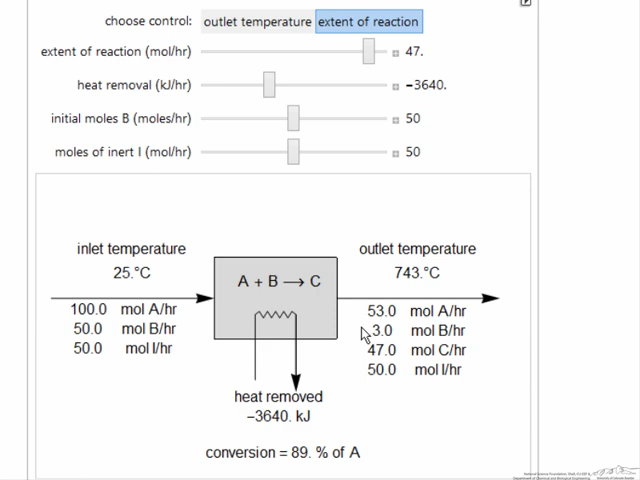 choose control: outlet temperature extent of reaction
extent of reaction (mol/hr) 47.
heat removal (kJ/hr) −3640.
initial moles B (moles/hr) 50
moles of inert I (mol/hr) 50
inlet temperature
25.°C
100.0 mol A/hr
50.0 mol B/hr
50.0 mol I/hr
A + B ⟶ C
heat removed
−3640. kJ
outlet temperature
743.°C
53.0 mol A/hr
3.0 mol B/hr
47.0 mol C/hr
50.0 mol I/hr
conversion = 89. % of A